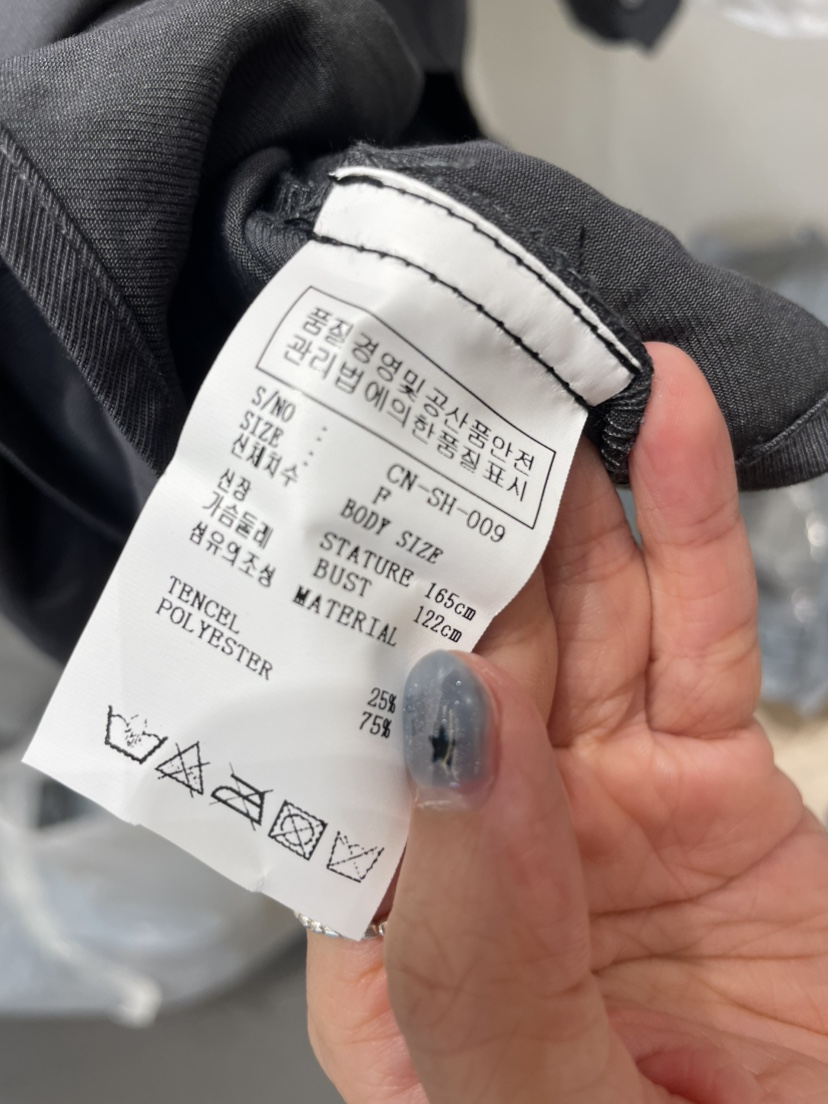 품질경영및공산품안전
관리법에의한품질표시
S/NO : CN-SH-009
SIZE : F
신체치수 BODY SIZE
신장 STATURE 165cm
가슴둘레 BUST 122cm
섬유의조성 MATERIAL
TENCEL 25%
POLYESTER 75%